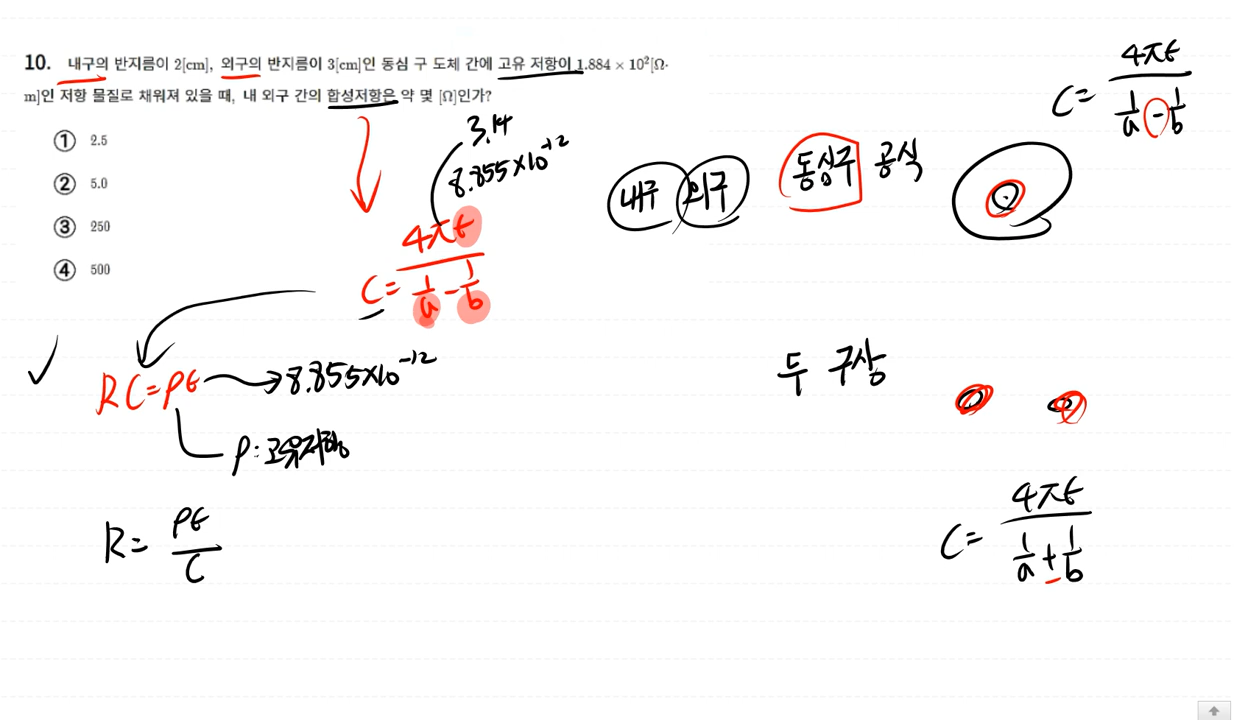 10. 내구의 반지름이 2[cm], 외구의 반지름이 3[cm]인 동심 구 도체 간에 고유 저항이 1.884 × 10²[Ω·
m]인 저항 물질로 채워져 있을 때, 내 외구 간의 합성저항은 약 몇 [Ω]인가?
① 2.5
② 5.0
③ 250
④ 500
3.14
8.855×10⁻¹²
C = 4πε / (1/a - 1/b)
RC = ρε → 8.855×10⁻¹²
ρ : 고유저항
R = ρε / C
내구 외구 동심구 공식
C = 4πε / (1/a - 1/b)
두 구상
C = 4πε / (1/a + 1/b)